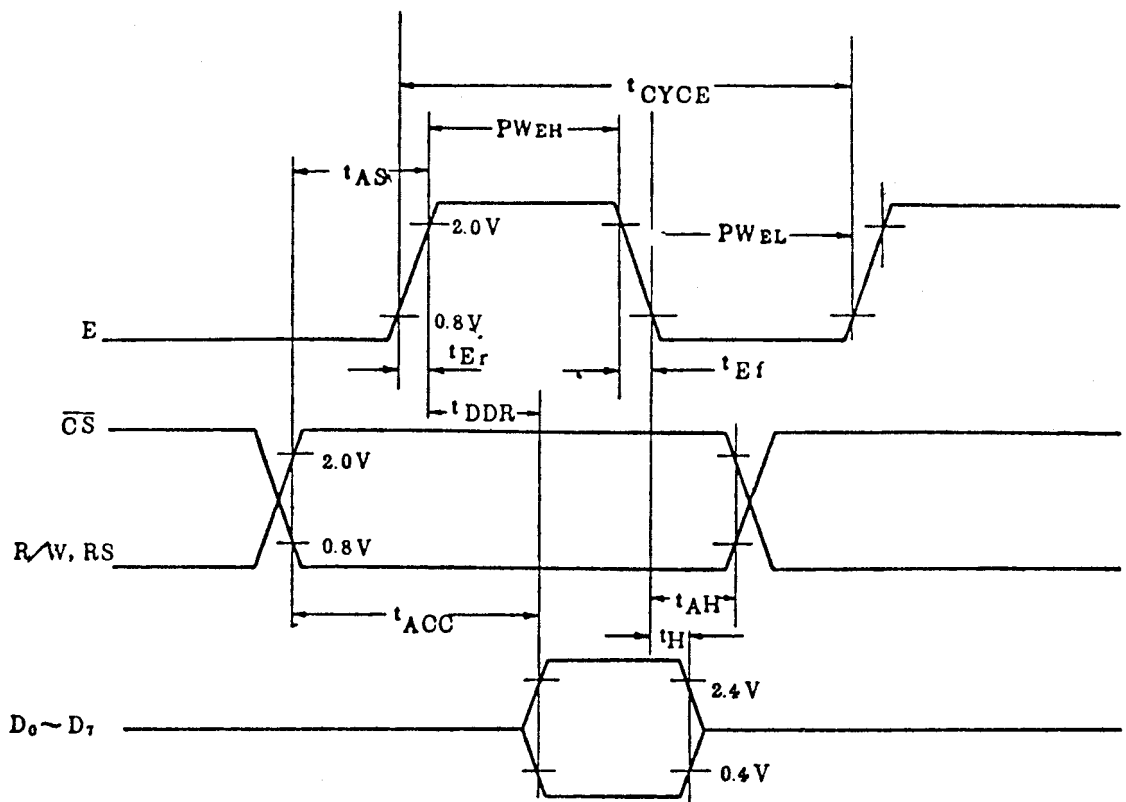 tCYCE
PWEH
tAS
2.0V
PWEL
0.8V
E
tEr
tEf
tDDR
CS
2.0V
R/W, RS
0.8V
tAH
tACC
tH
2.4V
D₀~D₇
0.4V